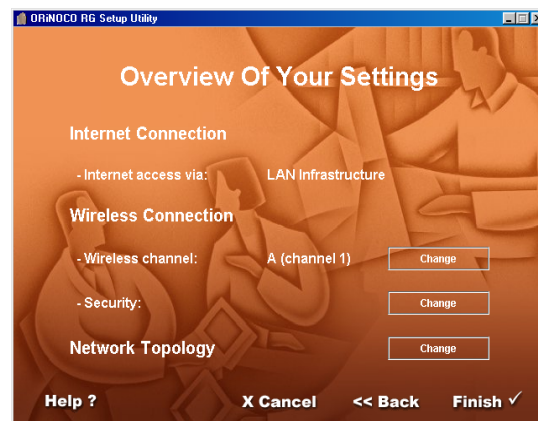 ORiNOCO RG Setup Utility
Overview Of Your Settings
Internet Connection
- Internet access via: LAN Infrastructure
Wireless Connection
- Wireless channel: A (channel 1) Change
- Security: Change
Network Topology Change
Help ? X Cancel << Back Finish ✓